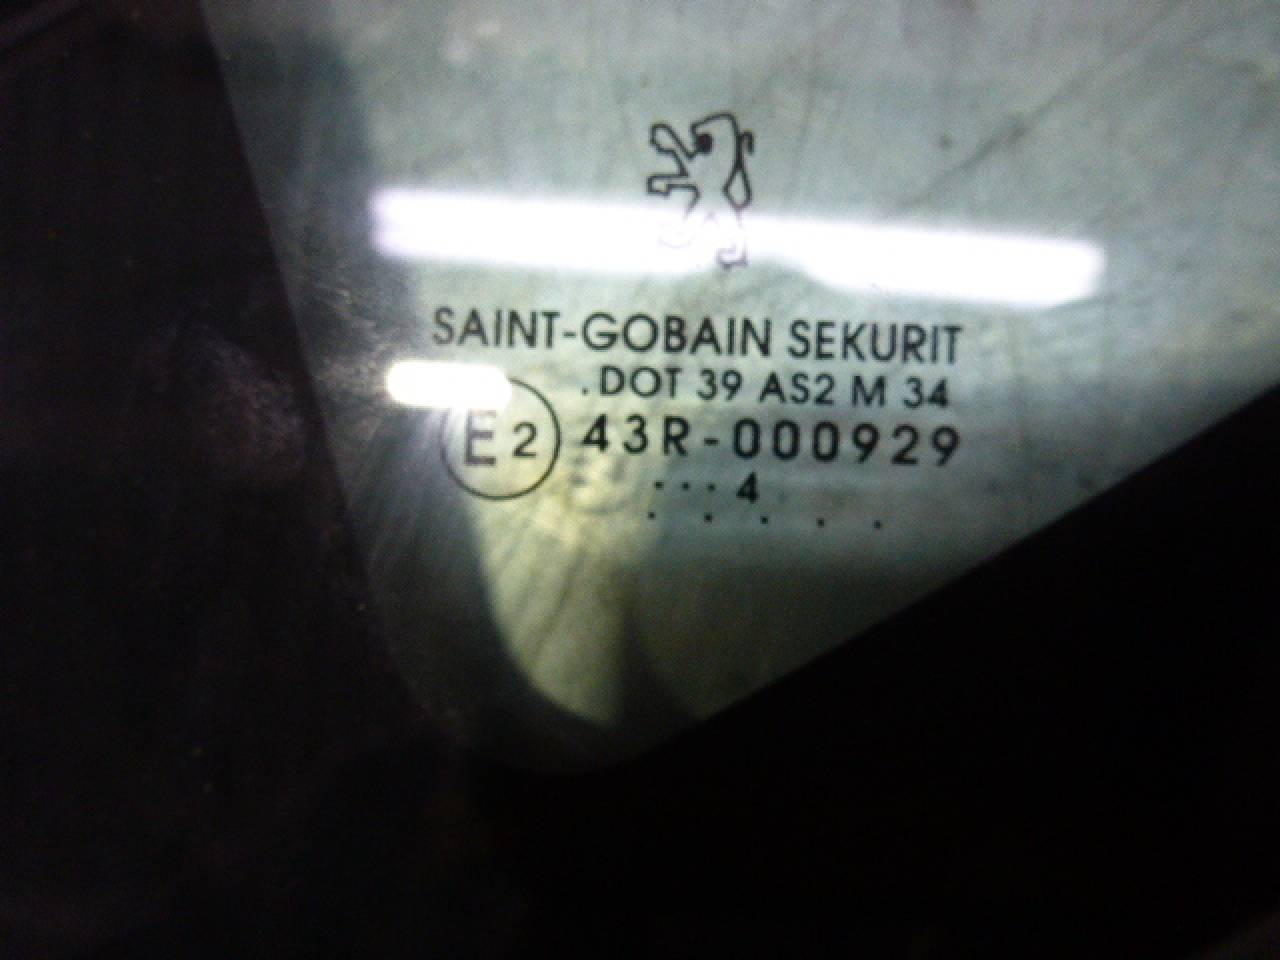 SAINT-GOBAIN SEKURIT
.DOT 39 AS2 M 34
E2 43R-000929
...4
. . . . .